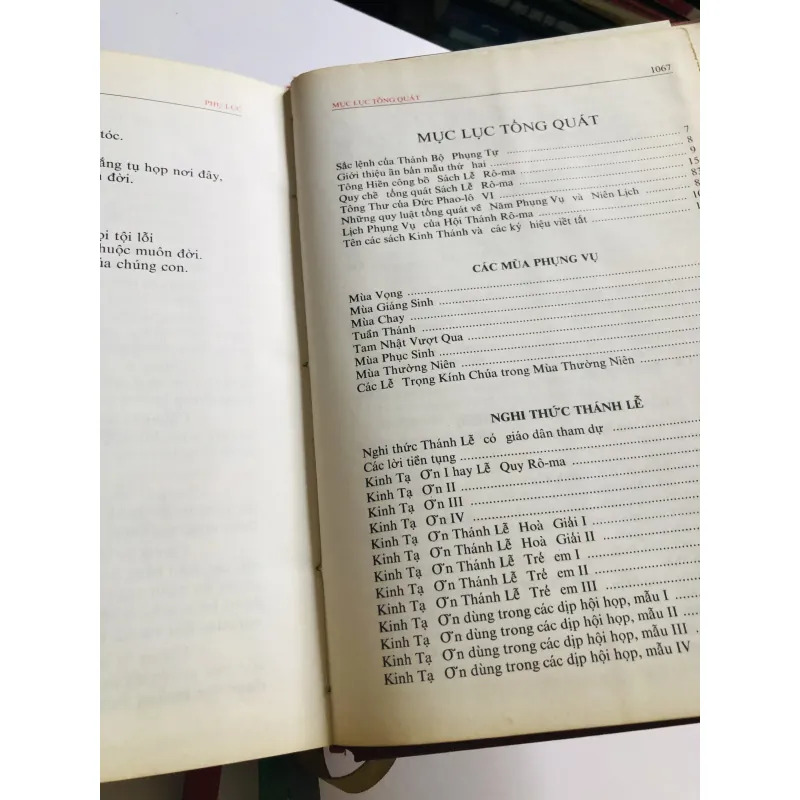 PHỤ LỤC
tóc.
ẳng tụ họp nơi đây,
đời.
ọi tội lỗi
huộc muôn đời.
úa chúng con.
MỤC LỤC TỔNG QUÁT 1067
MỤC LỤC TỔNG QUÁT
Sắc lệnh của Thánh Bộ Phụng Tự 7
Giới thiệu ấn bản mẫu thứ hai 8
Tông Hiến công bố Sách Lễ Rô-ma 9
Quy chế tổng quát Sách Lễ Rô-ma 15
Tông Thư của Đức Phao-lô VI
Những quy luật tổng quát về Năm Phụng Vụ và Niên Lịch
Lịch Phụng Vụ của Hội Thánh Rô-ma
Tên các sách Kinh Thánh và các ký hiệu viết tắt
CÁC MÙA PHỤNG VỤ
Mùa Vọng
Mùa Giáng Sinh
Mùa Chay
Tuần Thánh
Tam Nhật Vượt Qua
Mùa Phục Sinh
Mùa Thường Niên
Các Lễ Trọng Kính Chúa trong Mùa Thường Niên
NGHI THỨC THÁNH LỄ
Nghi thức Thánh Lễ có giáo dân tham dự
Các lời tiền tụng
Kinh Tạ Ơn I hay Lễ Quy Rô-ma
Kinh Tạ Ơn II
Kinh Tạ Ơn III
Kinh Tạ Ơn IV
Kinh Tạ Ơn Thánh Lễ Hoà Giải I
Kinh Tạ Ơn Thánh Lễ Hoà Giải II
Kinh Tạ Ơn Thánh Lễ Trẻ em I
Kinh Tạ Ơn Thánh Lễ Trẻ em II
Kinh Tạ Ơn Thánh Lễ Trẻ em III
Kinh Tạ Ơn dùng trong các dịp hội họp, mẫu I
Kinh Tạ Ơn dùng trong các dịp hội họp, mẫu II
Kinh Tạ Ơn dùng trong các dịp hội họp, mẫu III
Kinh Tạ Ơn dùng trong các dịp hội họp, mẫu IV